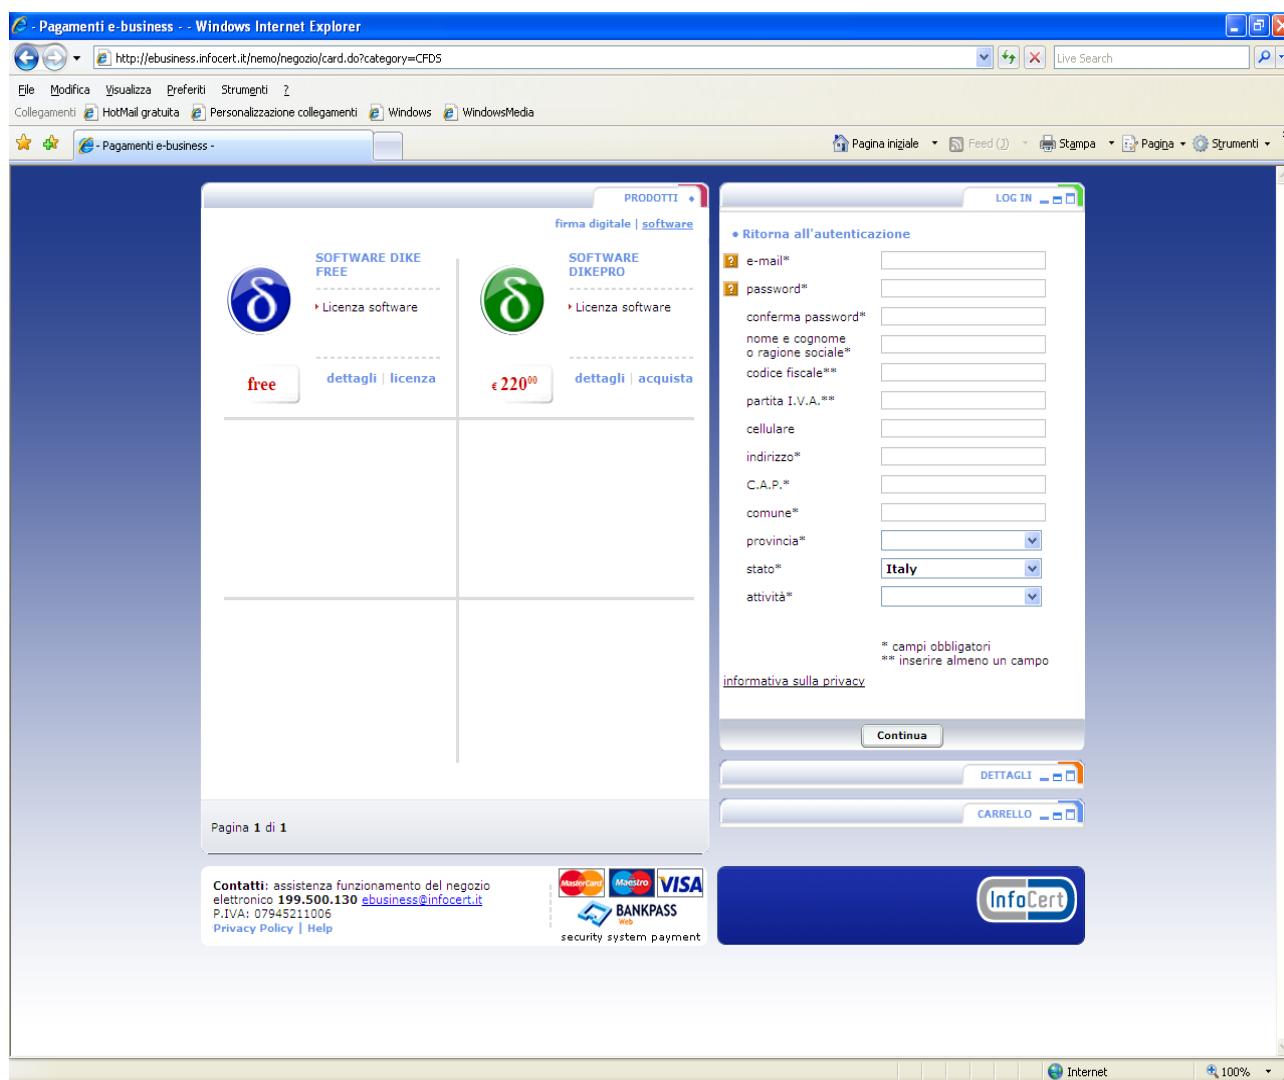 - Pagamenti e-business - - Windows Internet Explorer
http://ebusiness.infocert.it/nemo/negozio/card.do?category=CFDS
Live Search
File Modifica Visualizza Preferiti Strumenti ?
Collegamenti HotMail gratuita Personalizzazione collegamenti Windows WindowsMedia
- Pagamenti e-business -
Pagina iniziale Feed (J) Stampa Pagina Strumenti
PRODOTTI
firma digitale | software
SOFTWARE DIKE
FREE
Licenza software
free
dettagli | licenza
SOFTWARE
DIKEPRO
Licenza software
€ 220,00
dettagli | acquista
Pagina 1 di 1
LOG IN
Ritorna all'autenticazione
e-mail*
password*
conferma password*
nome e cognome
o ragione sociale*
codice fiscale**
partita I.V.A.**
cellulare
indirizzo*
C.A.P.*
comune*
provincia*
stato* Italy
attività*
* campi obbligatori
** inserire almeno un campo
informativa sulla privacy
Continua
DETTAGLI
CARRELLO
Contatti: assistenza funzionamento del negozio
elettronico 199.500.130 ebusiness@infocert.it
P.IVA: 07945211006
Privacy Policy | Help
MasterCard Maestro VISA
BANKPASS
Web
security system payment
InfoCert
Internet 100%